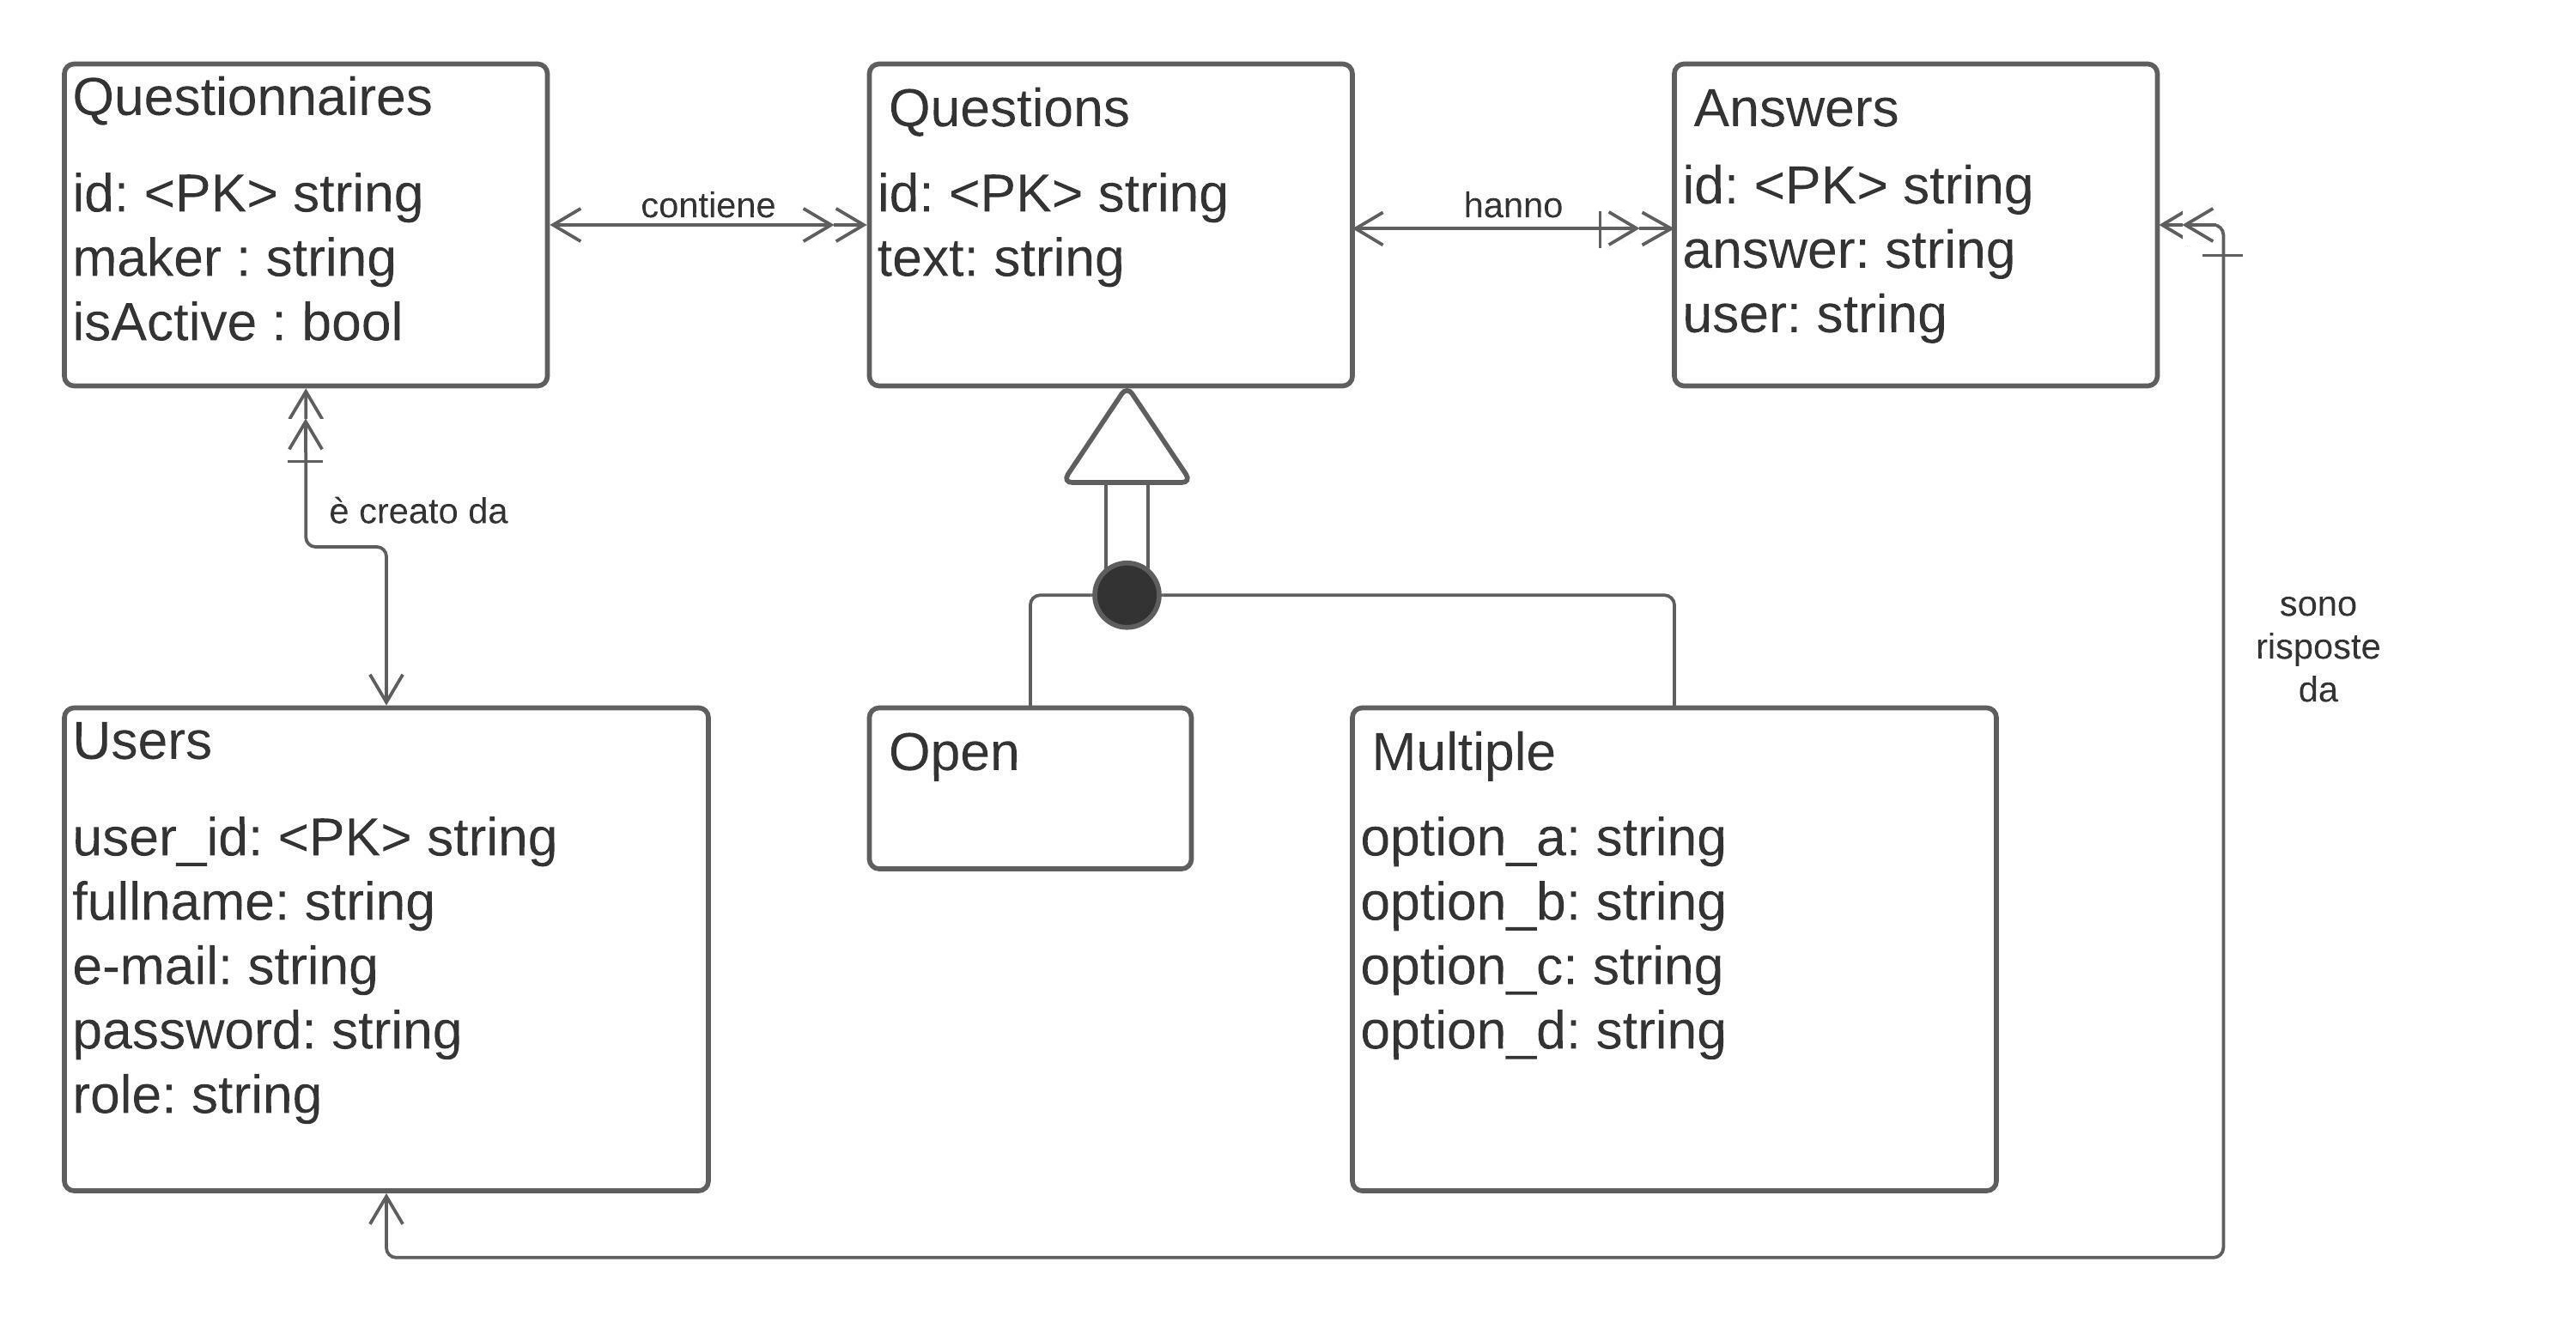 Questionnaires
id: <PK> string
maker : string
isActive : bool
contiene
Questions
id: <PK> string
text: string
hanno
Answers
id: <PK> string
answer: string
user: string
è creato da
sono
risposte
da
Users
user_id: <PK> string
fullname: string
e-mail: string
password: string
role: string
Open
Multiple
option_a: string
option_b: string
option_c: string
option_d: string